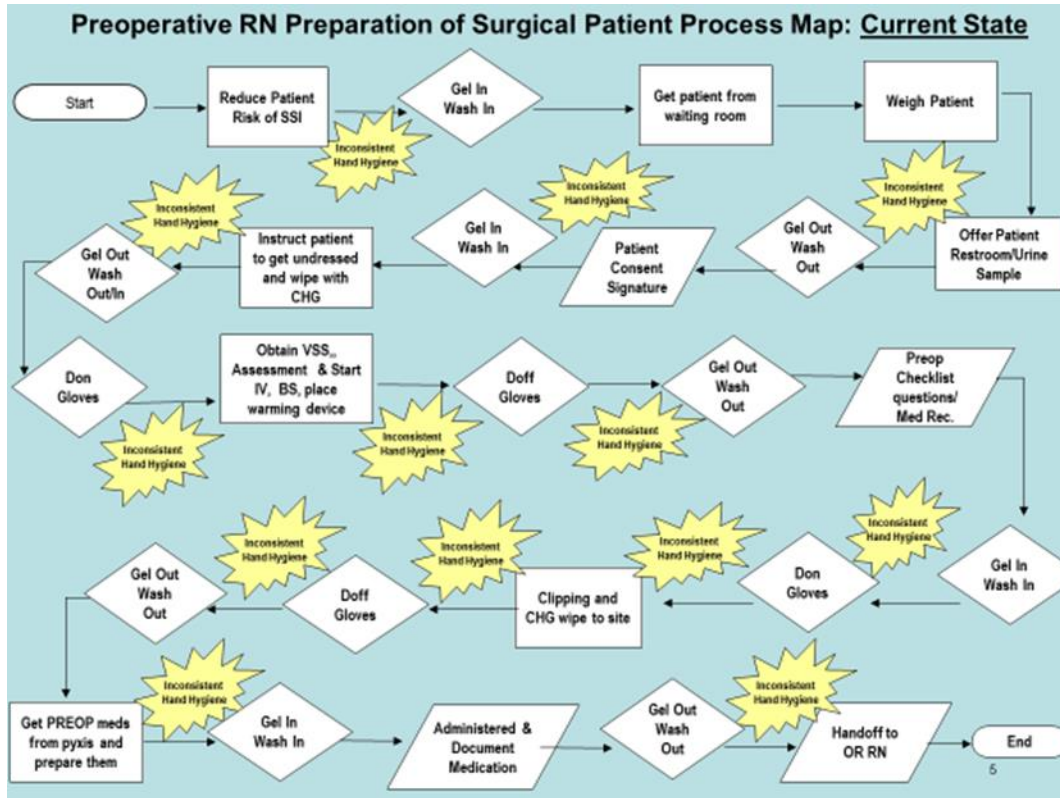 Preoperative RN Preparation of Surgical Patient Process Map: Current State
Start
Reduce Patient
Risk of SSI
Inconsistent
Hand Hygiene
Gel In
Wash In
Get patient from
waiting room
Weigh Patient
Inconsistent
Hand Hygiene
Offer Patient
Restroom/Urine
Sample
Gel Out
Wash
Out
Inconsistent
Hand Hygiene
Patient
Consent
Signature
Gel In
Wash In
Instruct patient
to get undressed
and wipe with
CHG
Inconsistent
Hand Hygiene
Gel Out
Wash
Out/In
Don
Gloves
Inconsistent
Hand Hygiene
Obtain VSS,,
Assessment & Start
IV, BS, place
warming device
Inconsistent
Hand Hygiene
Doff
Gloves
Inconsistent
Hand Hygiene
Gel Out
Wash
Out
Preop
Checklist
questions/
Med Rec.
Gel In
Wash In
Inconsistent
Hand Hygiene
Don
Gloves
Inconsistent
Hand Hygiene
Clipping and
CHG wipe to site
Inconsistent
Hand Hygiene
Doff
Gloves
Inconsistent
Hand Hygiene
Gel Out
Wash
Out
Get PREOP meds
from pyxis and
prepare them
Inconsistent
Hand Hygiene
Gel In
Wash In
Administered &
Document
Medication
Gel Out
Wash
Out
Inconsistent
Hand Hygiene
Handoff to
OR RN
End
5